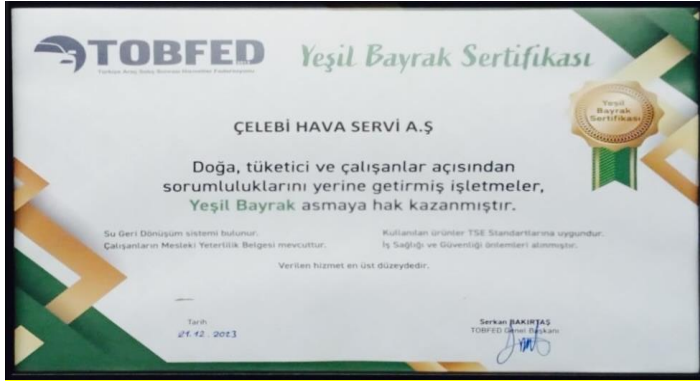 TOBFED
Yeşil Bayrak Sertifikası
Yeşil
Bayrak
Sertifikası
ÇELEBİ HAVA SERVİ A.Ş
Doğa, tüketici ve çalışanlar açısından
sorumluluklarını yerine getirmiş işletmeler,
Yeşil Bayrak asmaya hak kazanmıştır.
Su Geri Dönüşüm sistemi bulunur.
Çalışanların Mesleki Yeterlilik Belgesi mevcuttur.
Kullanılan ürünler TSE Standartlarına uygundur.
İş Sağlığı ve Güvenliği önlemleri alınmıştır.
Verilen hizmet en üst düzeydedir.
Tarih
21.12.2023
Serkan BAKIRTAŞ
TOBFED Genel Başkanı